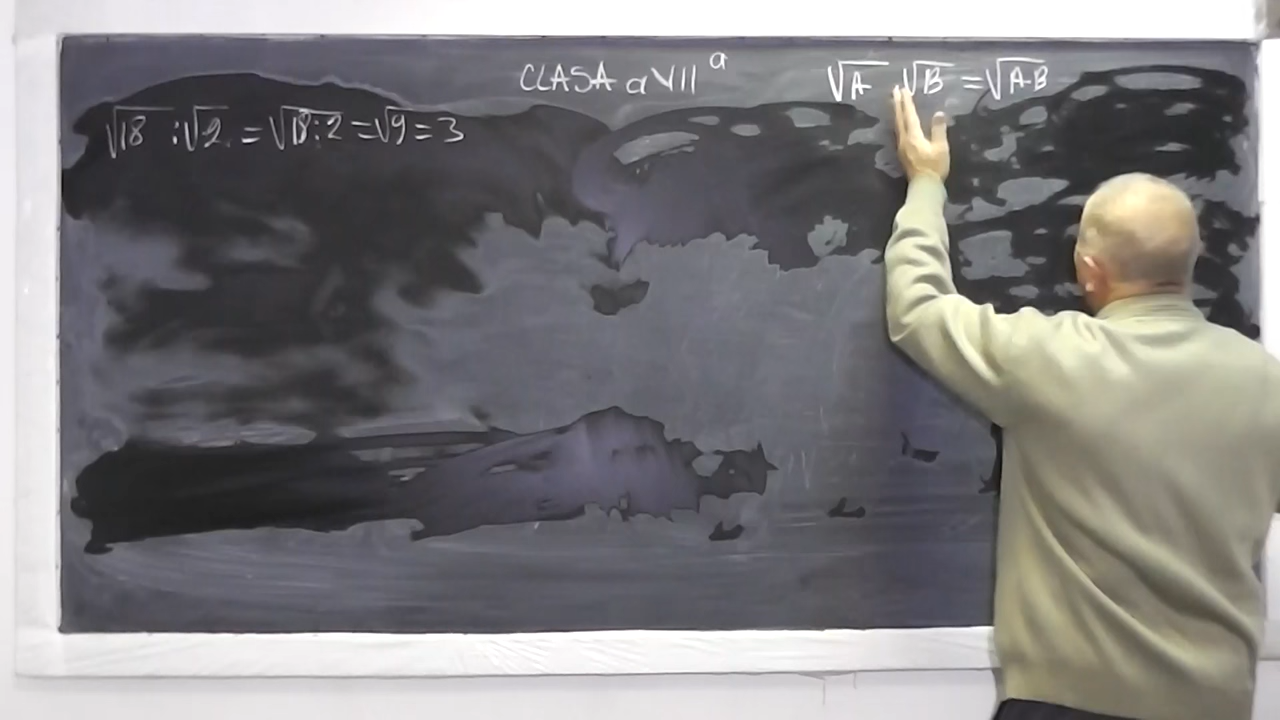 CLASA a VII a
√A · √B = √A·B
√18 : √2 = √18:2 = √9 = 3